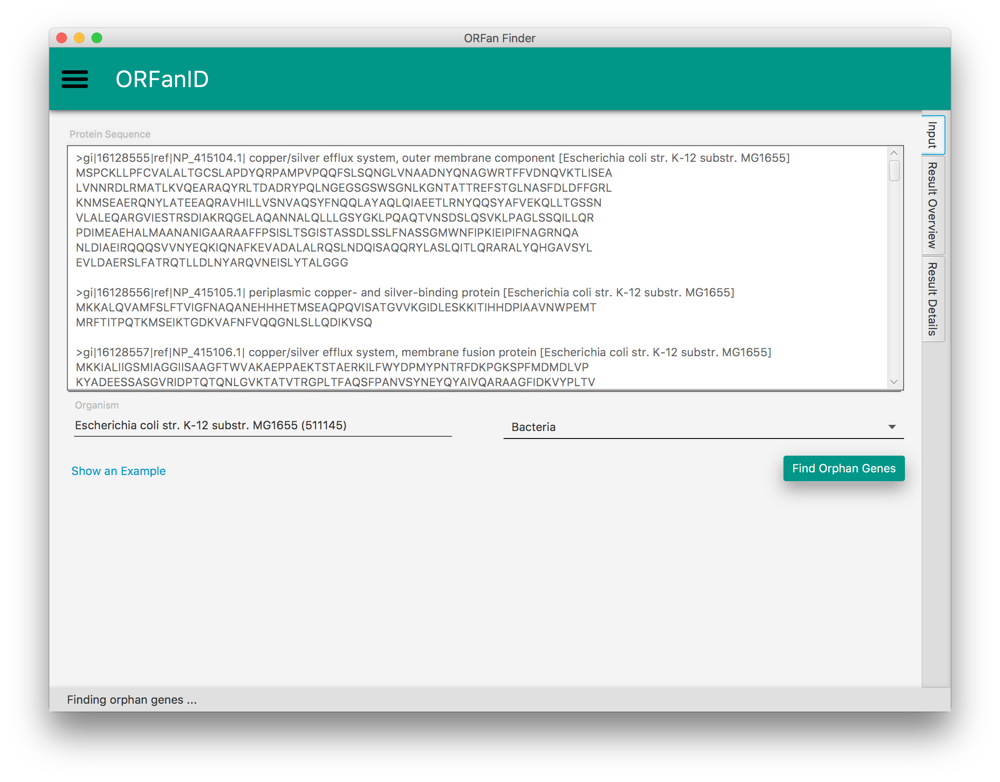 ORFan Finder
ORFanID
Protein Sequence
>gi|16128555|ref|NP_415104.1| copper/silver efflux system, outer membrane component [Escherichia coli str. K-12 substr. MG1655]
MSPCKLLPFCVALALTGCSLAPDYQRPAMPVPQQFSLSQNGLVNAADNYQNAGWRTFFVDNQVKTLISEA
LVNNRDLRMATLKVQEARAQYRLTDADRYPQLNGEGSGSWSGNLKGNTATTREFSTGLNASFDLDFFGRL
KNMSEAERQNYLATEEAQRAVHILLVSNVAQSYFNQQLAYAQLQIAEETLRNYQQSYAFVEKQLLTGSSN
VLALEQARGVIESTRSDIAKRQGELAQANNALQLLLGSYGKLPQAQTVNSDSLQSVKLPAGLSSQILLQR
PDIMEAEHALMAANANIGAARAAFFPSISLTSGISTASSDLSSLFNASSGMWNFIPKIEIPIFNAGRNQA
NLDIAEIRQQQSVVNYEQKIQNAFKEVADALALRQSLNDQISAQQRYLASLQITLQRARALYQHGAVSYL
EVLDAERSLFATRQTLLDLNYARQVNEISLYTALGGG
>gi|16128556|ref|NP_415105.1| periplasmic copper- and silver-binding protein [Escherichia coli str. K-12 substr. MG1655]
MKKALQVAMFSLFTVIGFNAQANEHHHETMSEAQPQVISATGVVKGIDLESKKITIHHDPIAAVNWPEMT
MRFTITPQTKMSEIKTGDKVAFNFVQQGNLSLLQDIKVSQ
>gi|16128557|ref|NP_415106.1| copper/silver efflux system, membrane fusion protein [Escherichia coli str. K-12 substr. MG1655]
MKKIALIIGSMIAGGIISAAGFTWVAKAEPPAEKTSTAERKILFWYDPMYPNTRFDKPGKSPFMDMDLVP
KYADEESSASGVRIDPTQTQNLGVKTATVTRGPLTFAQSFPANVSYNEYQYAIVQARAAGFIDKVYPLTV
Organism
Escherichia coli str. K-12 substr. MG1655 (511145)
Bacteria
Show an Example
Find Orphan Genes
Input
Result Overview
Result Details
Finding orphan genes ...